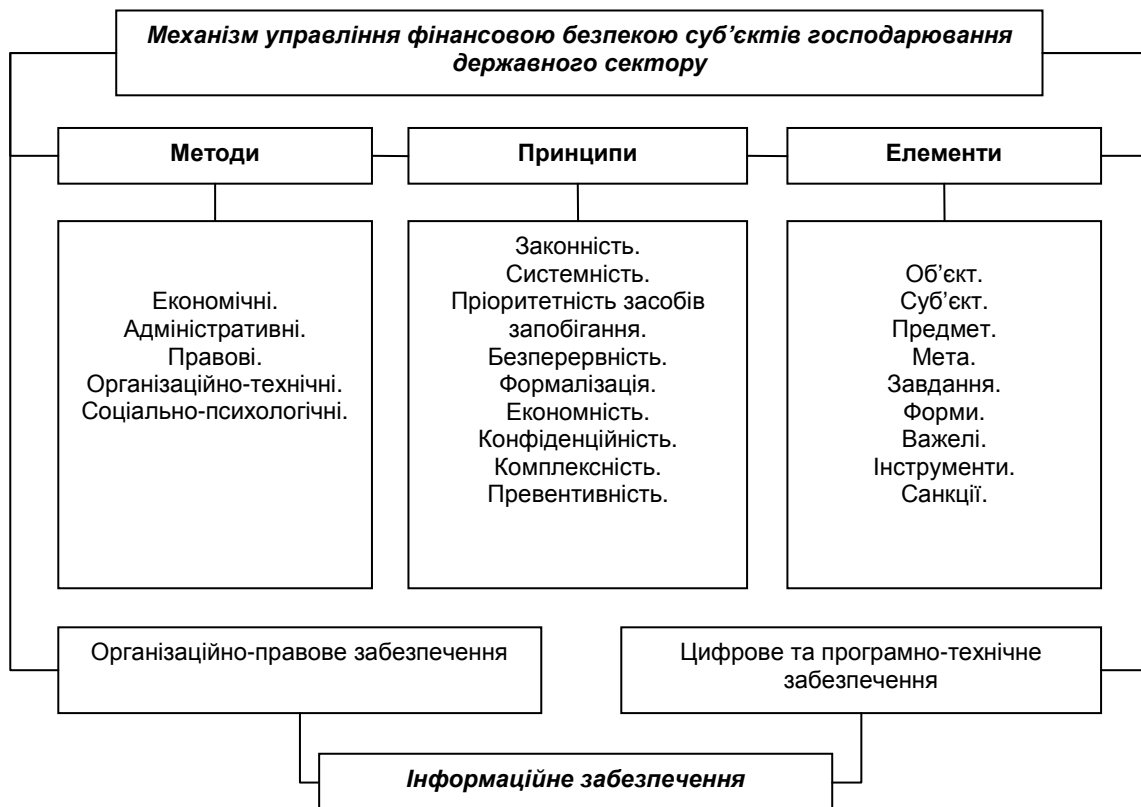 Механізм управління фінансовою безпекою суб’єктів господарювання
державного сектору
Методи
Принципи
Елементи
Економічні.
Адміністративні.
Правові.
Організаційно-технічні.
Соціально-психологічні.
Законність.
Системність.
Пріоритетність засобів
запобігання.
Безперервність.
Формалізація.
Економність.
Конфіденційність.
Комплексність.
Превентивність.
Об’єкт.
Суб’єкт.
Предмет.
Мета.
Завдання.
Форми.
Важелі.
Інструменти.
Санкції.
Організаційно-правове забезпечення
Цифрове та програмно-технічне
забезпечення
Інформаційне забезпечення